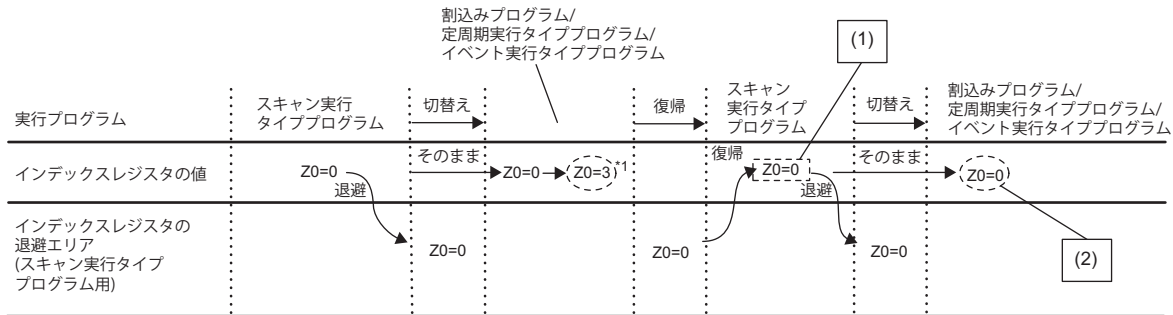 割込みプログラム/
定周期実行タイププログラム/
イベント実行タイププログラム
(1)
実行プログラム
スキャン実行
タイププログラム
切替え
復帰
スキャン
実行タイプ
プログラム
切替え
割込みプログラム/
定周期実行タイププログラム/
イベント実行タイププログラム
インデックスレジスタの値
Z0=0
退避
そのまま
Z0=0
Z0=3
*1
復帰
Z0=0
退避
そのまま
Z0=0
インデックスレジスタの
退避エリア
(スキャン実行タイプ
プログラム用)
Z0=0
Z0=0
Z0=0
(2)